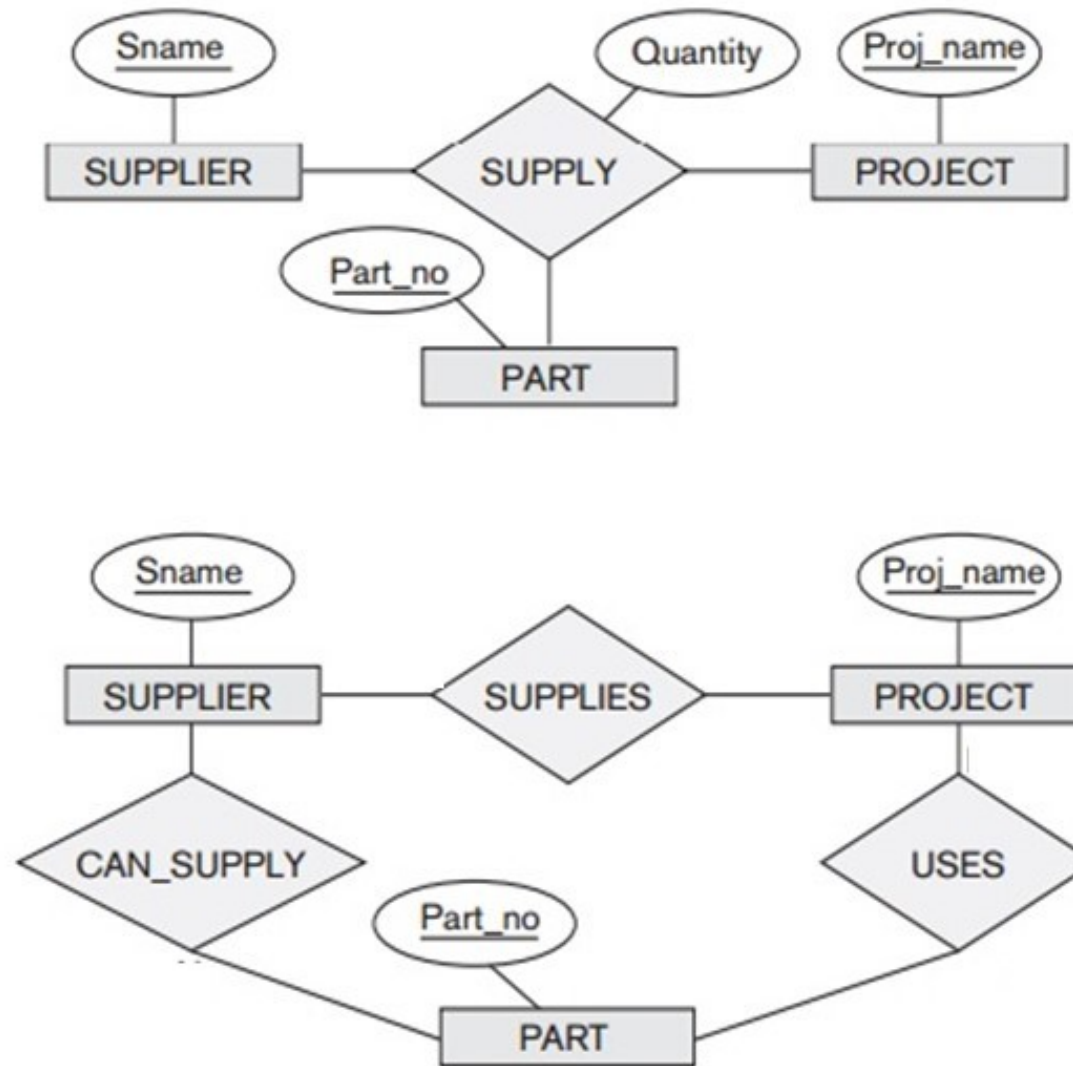 Sname
Quantity
Proj_name
SUPPLIER
SUPPLY
PROJECT
Part_no
PART
Sname
Proj_name
SUPPLIER
SUPPLIES
PROJECT
CAN_SUPPLY
USES
Part_no
PART